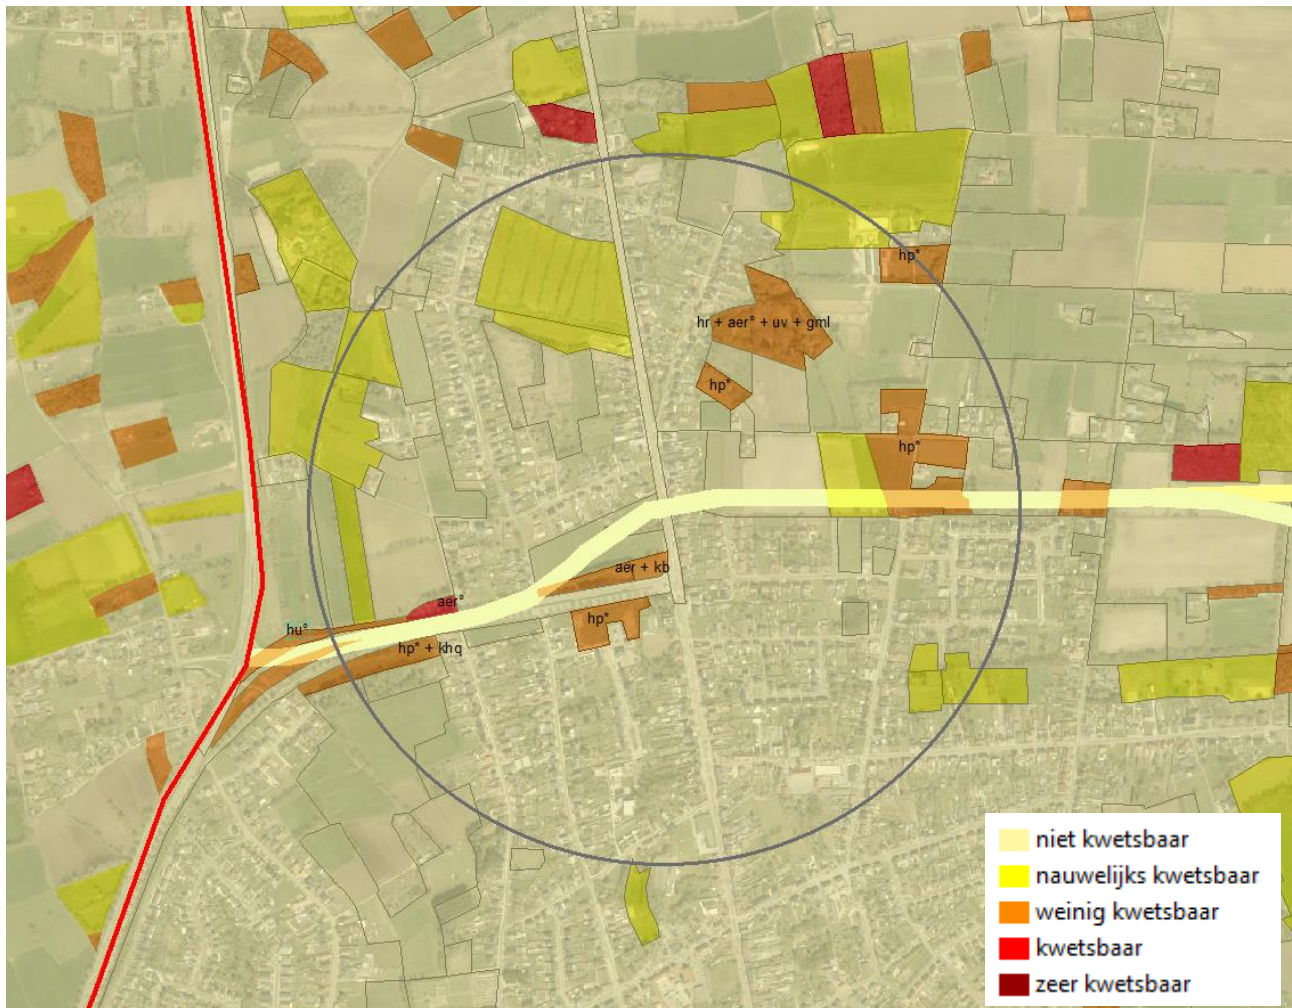 hp*
hr + aer° + uv + gml
hp*
hp*
aer + kb
aer°
hp*
hu°
hp* + khq
niet kwetsbaar
nauwelijks kwetsbaar
weinig kwetsbaar
kwetsbaar
zeer kwetsbaar